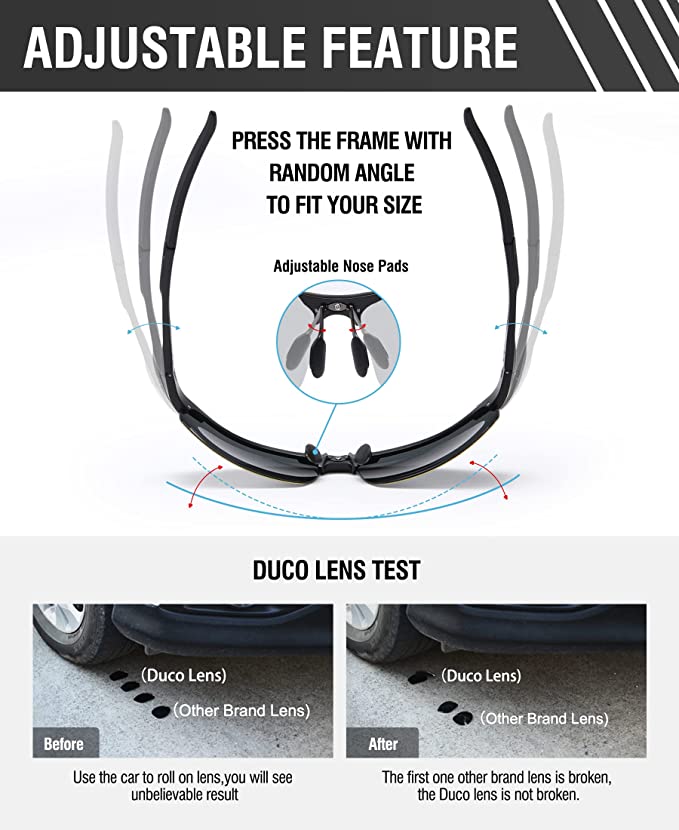 ADJUSTABLE FEATURE
PRESS THE FRAME WITH
RANDOM ANGLE
TO FIT YOUR SIZE
Adjustable Nose Pads
DUCO LENS TEST
(Duco Lens)
(Other Brand Lens)
Before
(Duco Lens)
(Other Brand Lens)
After
Use the car to roll on lens,you will see
unbelievable result
The first one other brand lens is broken,
the Duco lens is not broken.